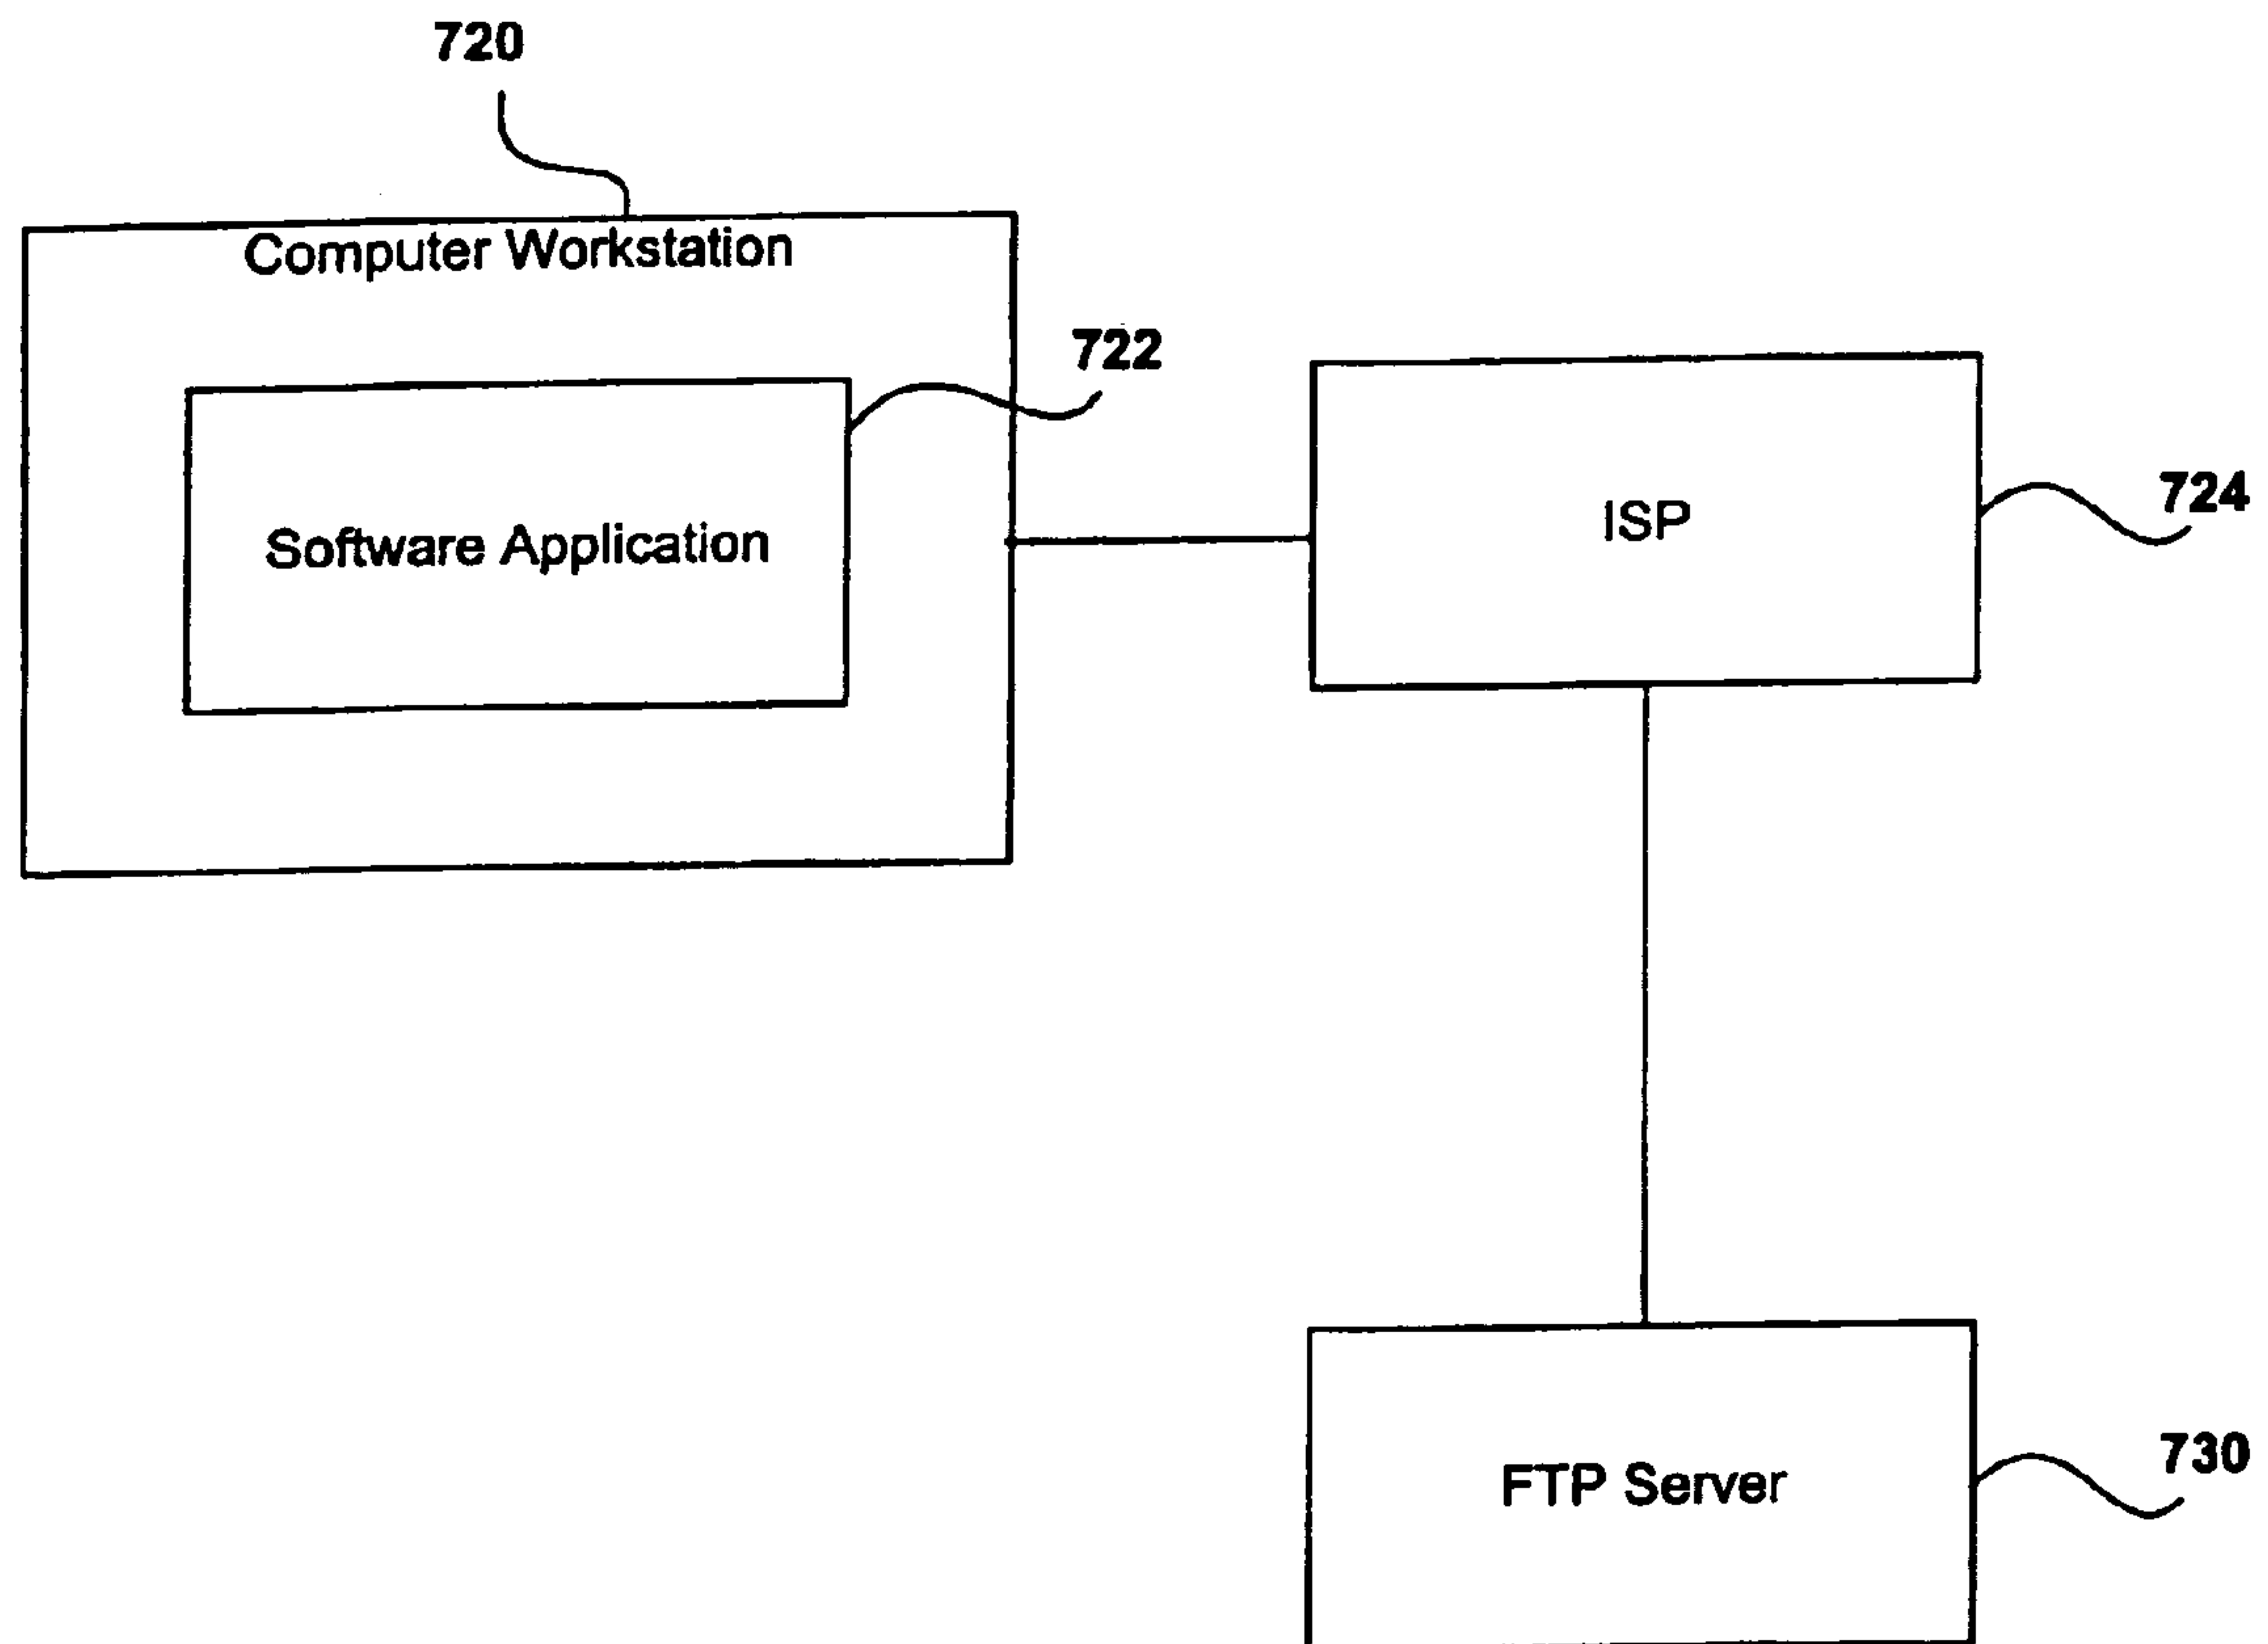 720
Computer Workstation
722
Software Application
ISP
724
FTP Server
730